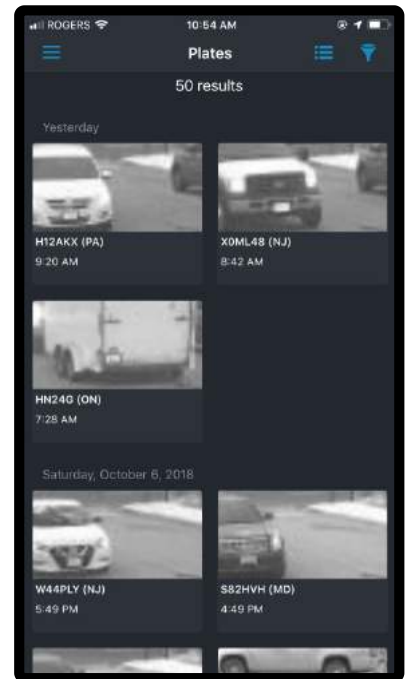 ROGERS 10:54 AM
Plates
50 results
Yesterday
H12AKX (PA)
9:20 AM
X0ML48 (NJ)
8:42 AM
HN24G (ON)
7:28 AM
Saturday, October 6, 2018
W44PLY (NJ)
5:49 PM
S82HVH (MD)
4:49 PM